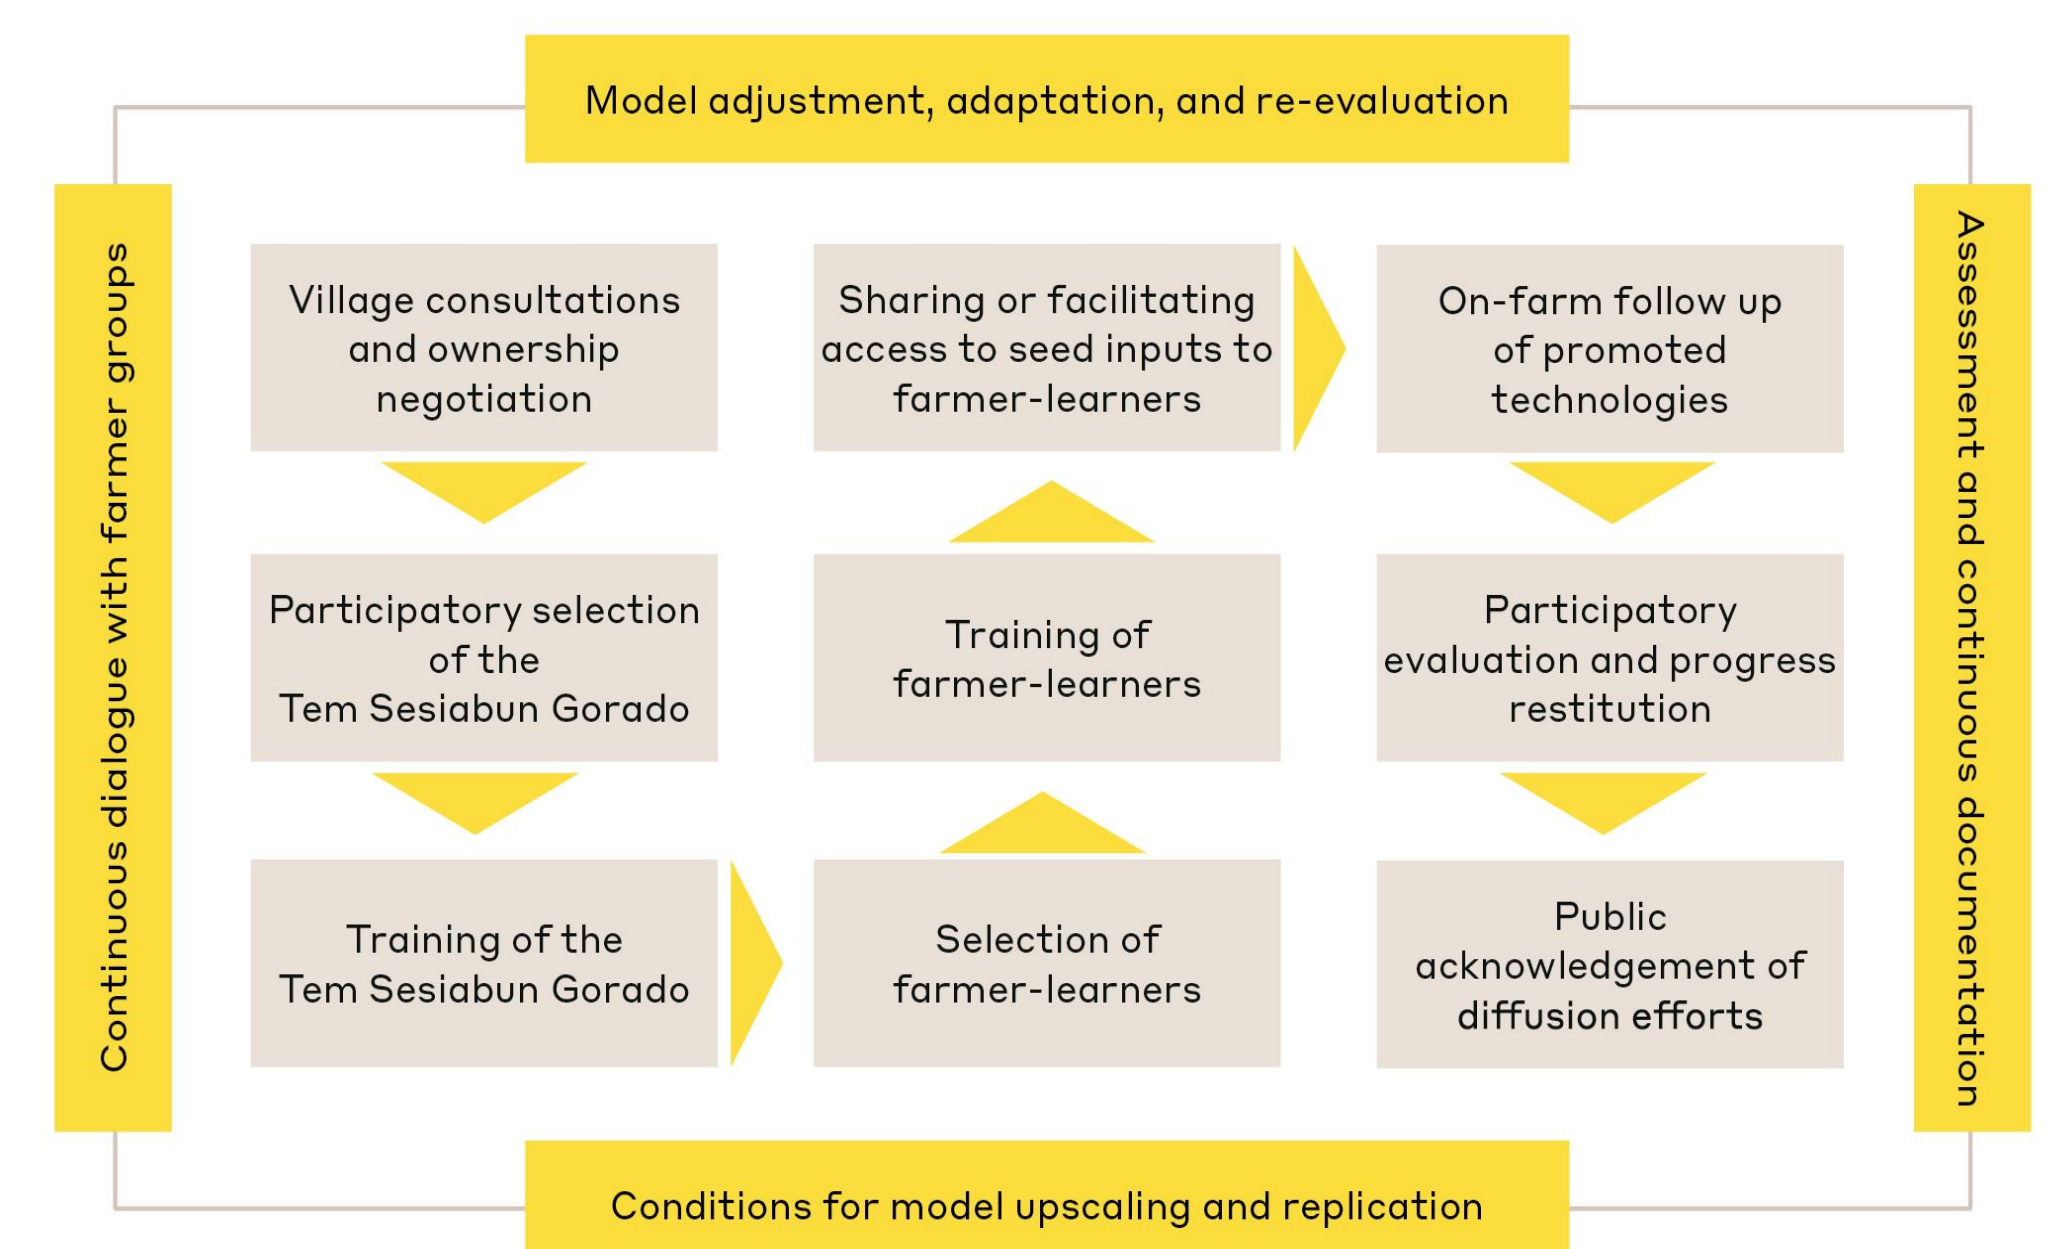 Model adjustment, adaptation, and re-evaluation
Continuous dialogue with farmer groups
Village consultations
and ownership
negotiation
Participatory selection
of the
Tem Sesiabun Gorado
Training of the
Tem Sesiabun Gorado
Selection of
farmer-learners
Training of
farmer-learners
Sharing or facilitating
access to seed inputs to
farmer-learners
On-farm follow up
of promoted
technologies
Participatory
evaluation and progress
restitution
Public
acknowledgement of
diffusion efforts
Assessment and continuous documentation
Conditions for model upscaling and replication